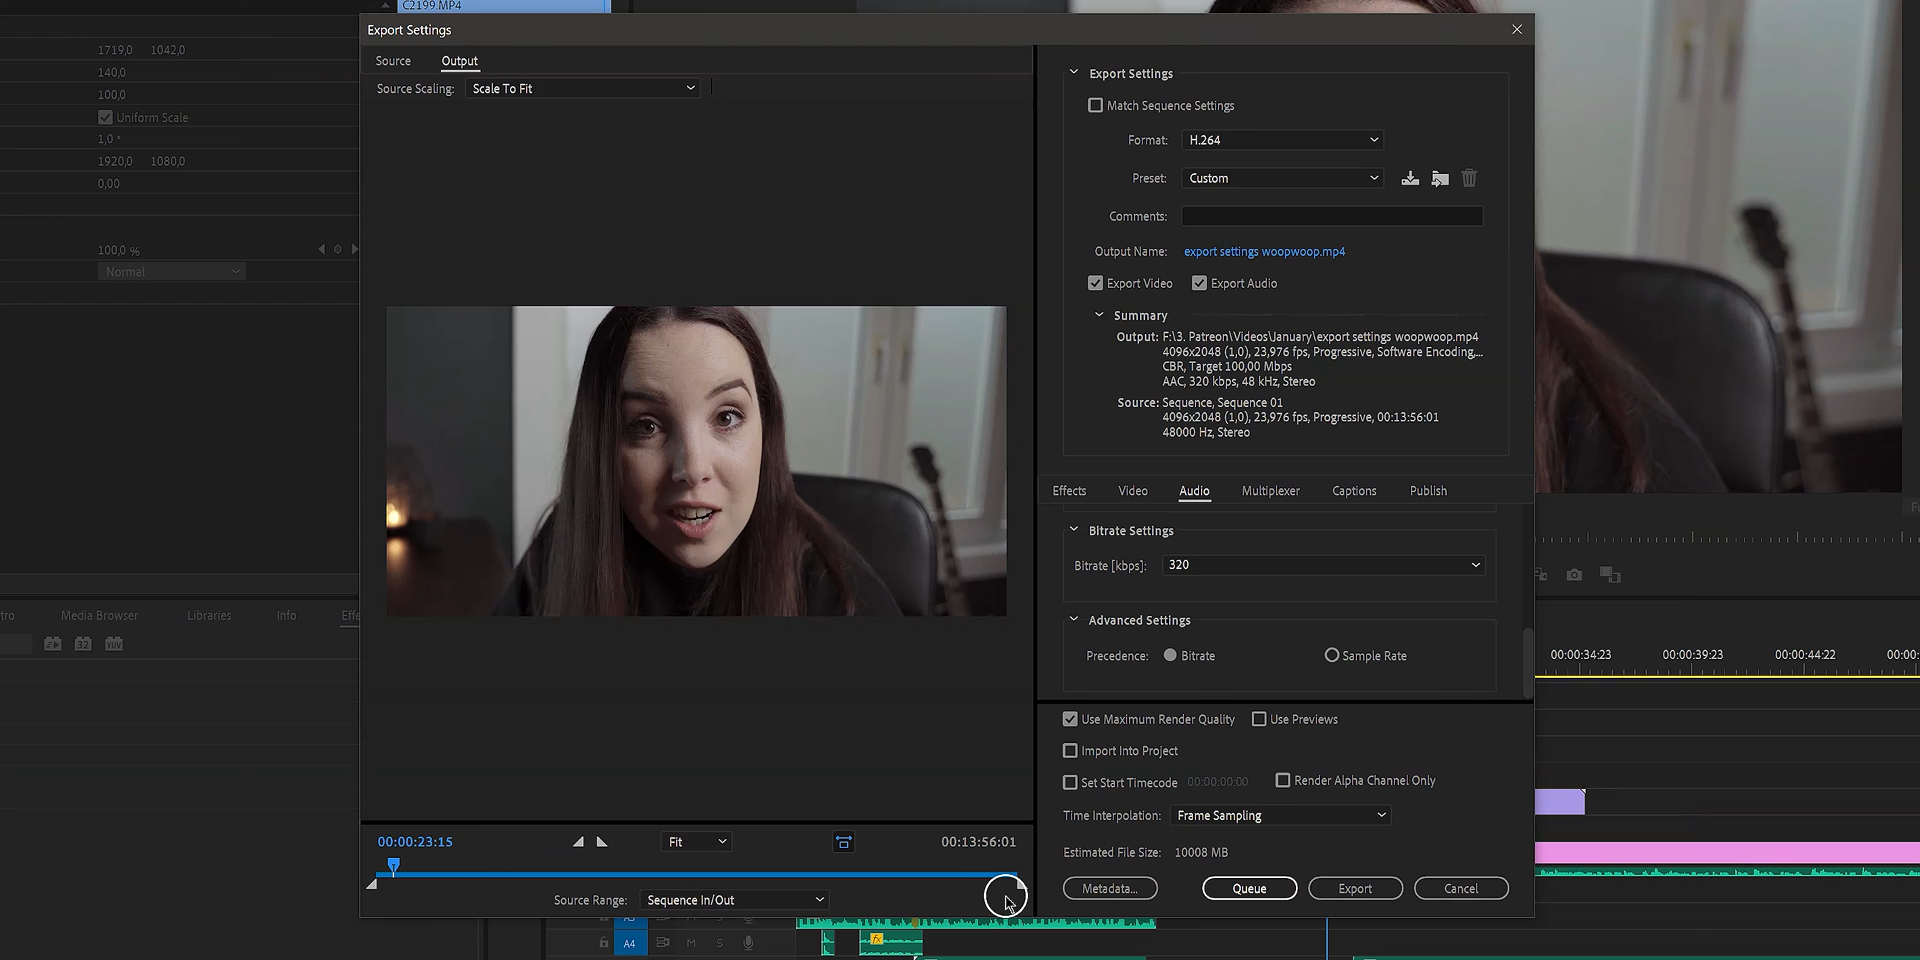 C2199.MP4
Export Settings
1719,0 1042,0
140,0
100,0
Uniform Scale
1,0
1920,0 1080,0
0,00
100,0 %
Normal
Media Browser Libraries Info
Source Output
Source Scaling: Scale To Fit
00:00:23:15 Fit 00:13:56:01
Source Range: Sequence In/Out
Export Settings
Match Sequence Settings
Format: H.264
Preset: Custom
Comments:
Output Name: export settings woopwoop.mp4
Export Video Export Audio
Summary
Output: F:\3. Patreon\Videos\January\export settings woopwoop.mp4
4096x2048 (1,0), 23,976 fps, Progressive, Software Encoding,...
CBR, Target 100,00 Mbps
AAC, 320 kbps, 48 kHz, Stereo
Source: Sequence, Sequence 01
4096x2048 (1,0), 23,976 fps, Progressive, 00:13:56:01
48000 Hz, Stereo
Effects Video Audio Multiplexer Captions Publish
Bitrate Settings
Bitrate [kbps]: 320
Advanced Settings
Precedence: Bitrate Sample Rate
Use Maximum Render Quality Use Previews
Import Into Project
Set Start Timecode 00:00:00:00 Render Alpha Channel Only
Time Interpolation: Frame Sampling
Estimated File Size: 10008 MB
Metadata... Queue Export Cancel
00:00:34:23 00:00:39:23 00:00:44:22
A4 M S fx